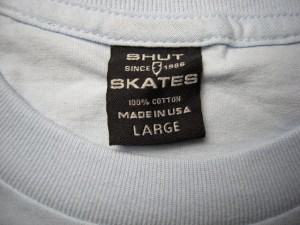 SHUT
SINCE 1986
SKATES
100% COTTON
MADE IN USA
LARGE